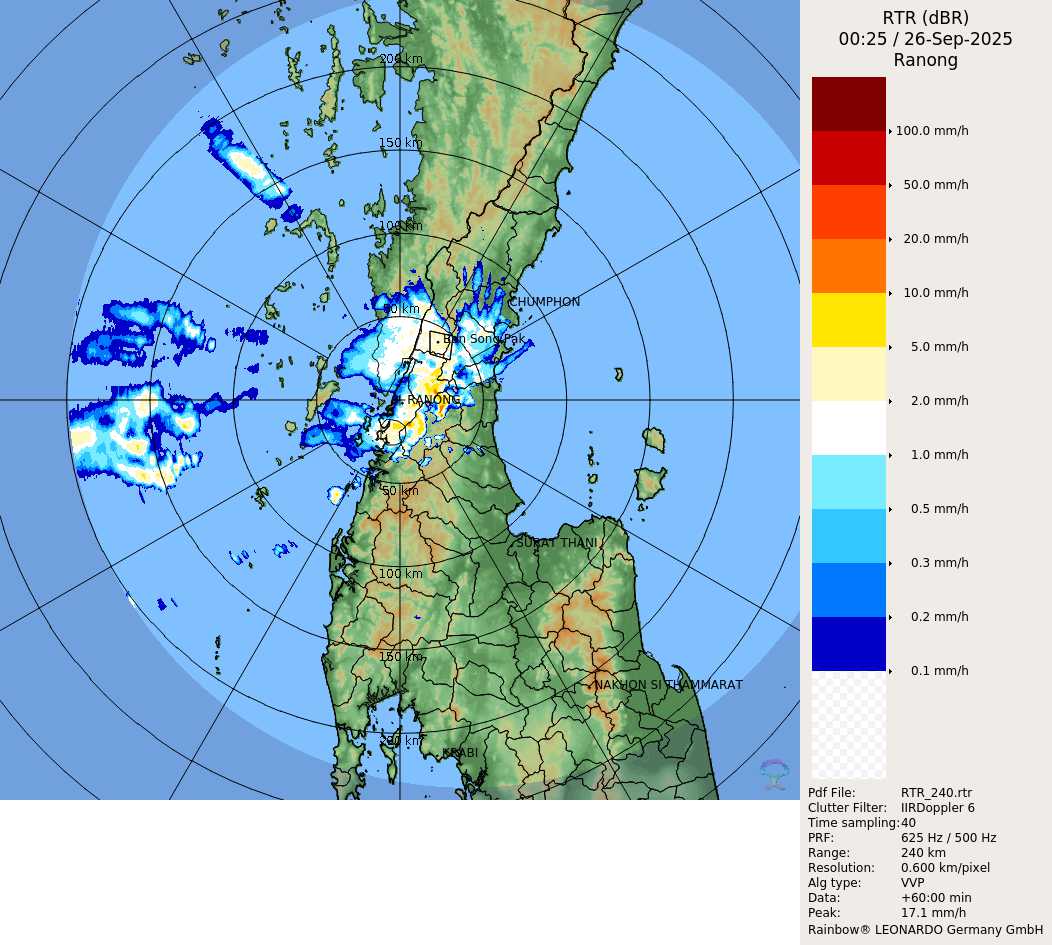 RTR (dBR)
00:25 / 26-Sep-2025
Ranong
100.0 mm/h
50.0 mm/h
20.0 mm/h
10.0 mm/h
5.0 mm/h
2.0 mm/h
1.0 mm/h
0.5 mm/h
0.3 mm/h
0.2 mm/h
0.1 mm/h
200 km
150 km
100 km
CHUMPHON
50 km
Ban Song Pak
RANONG
50 km
SURAT THANI
100 km
150 km
NAKHON SI THAMMARAT
200 km
KRABI
Pdf File: RTR_240.rtr
Clutter Filter: IIRDoppler 6
Time sampling: 40
PRF: 625 Hz / 500 Hz
Range: 240 km
Resolution: 0.600 km/pixel
Alg type: VVP
Data: +60:00 min
Peak: 17.1 mm/h
Rainbow® LEONARDO Germany GmbH